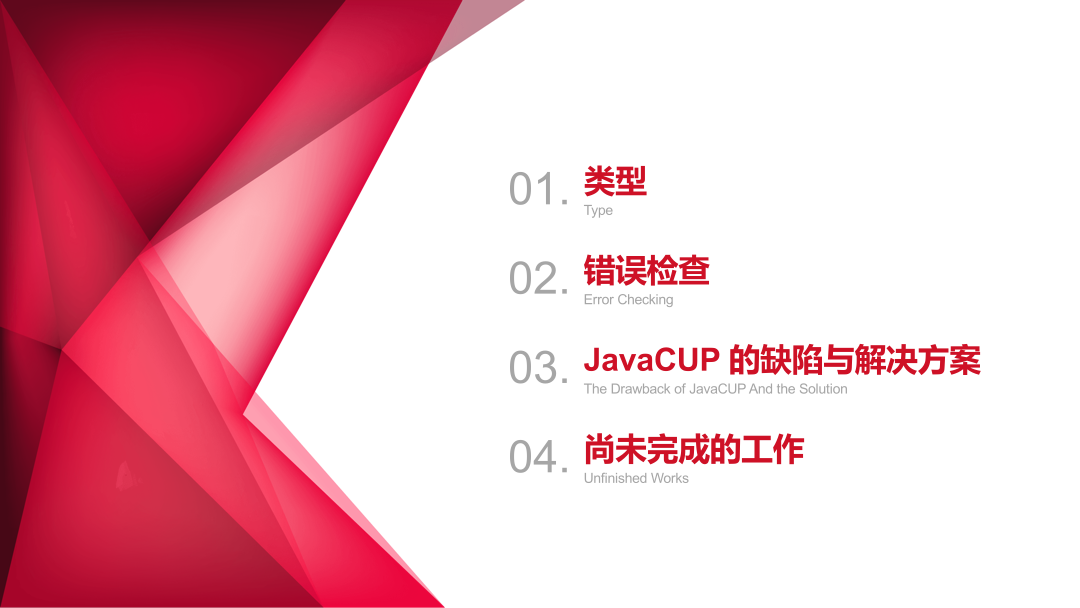 01.
类型
Type
02.
错误检查
Error Checking
03.
JavaCUP 的缺陷与解决方案
The Drawback of JavaCUP And the Solution
04.
尚未完成的工作
Unfinished Works